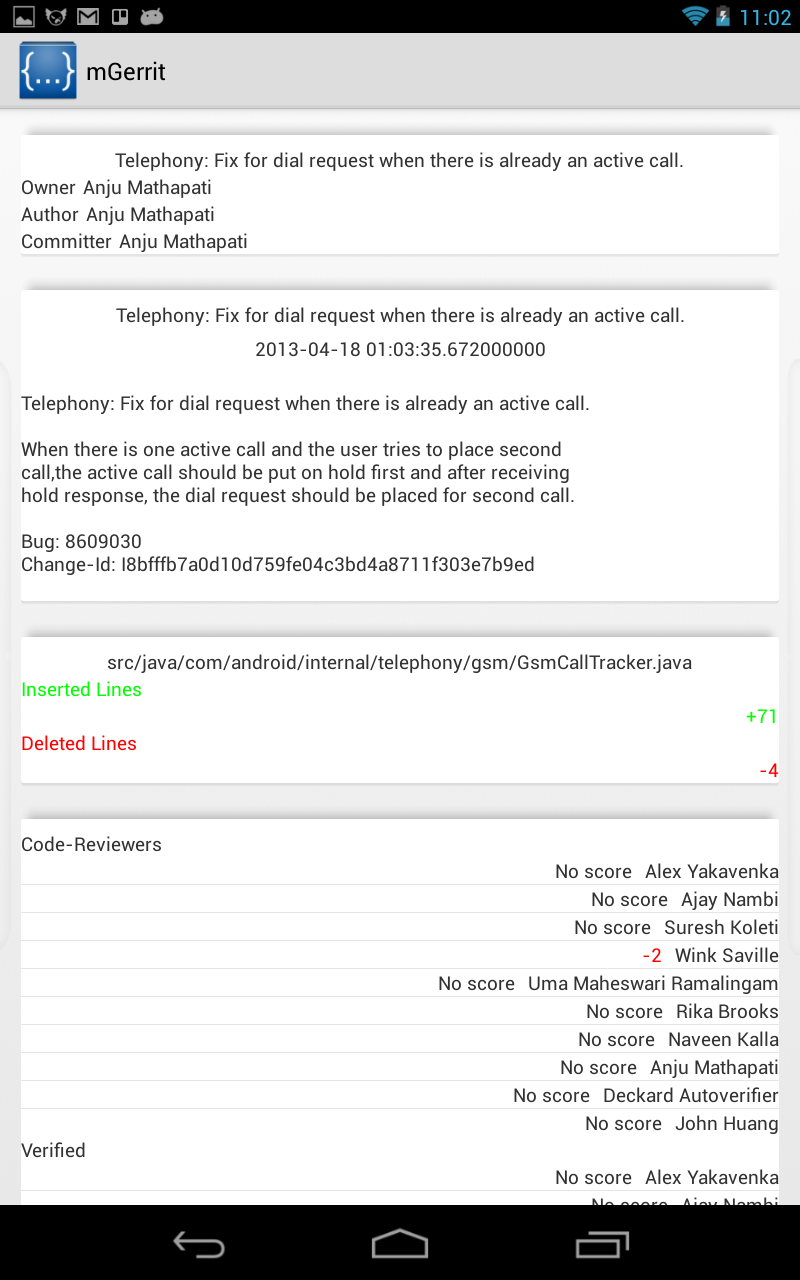 11:02
{...} mGerrit
Telephony: Fix for dial request when there is already an active call.
Owner Anju Mathapati
Author Anju Mathapati
Committer Anju Mathapati
Telephony: Fix for dial request when there is already an active call.
2013-04-18 01:03:35.672000000
Telephony: Fix for dial request when there is already an active call.
When there is one active call and the user tries to place second
call,the active call should be put on hold first and after receiving
hold response, the dial request should be placed for second call.
Bug: 8609030
Change-Id: I8bfffb7a0d10d759fe04c3bd4a8711f303e7b9ed
src/java/com/android/internal/telephony/gsm/GsmCallTracker.java
Inserted Lines
+71
Deleted Lines
-4
Code-Reviewers
No score Alex Yakavenka
No score Ajay Nambi
No score Suresh Koleti
-2 Wink Saville
No score Uma Maheswari Ramalingam
No score Rika Brooks
No score Naveen Kalla
No score Anju Mathapati
No score Deckard Autoverifier
No score John Huang
Verified
No score Alex Yakavenka
No score Ajay Nambi